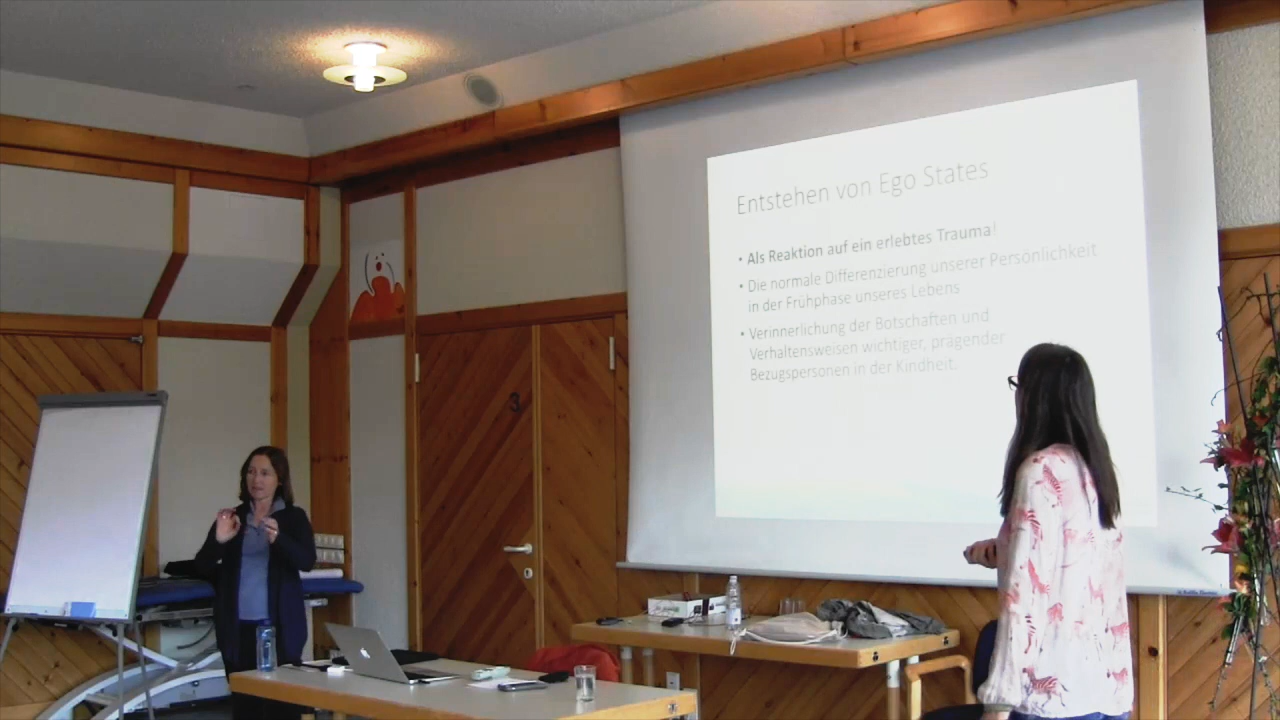 Entstehen von Ego States
• Als Reaktion auf ein erlebtes Trauma!
• Die normale Differenzierung unserer Persönlichkeit
in der Frühphase unseres Lebens
• Verinnerlichung der Botschaften und
Verhaltensweisen wichtiger, prägender
Bezugspersonen in der Kindheit.
3